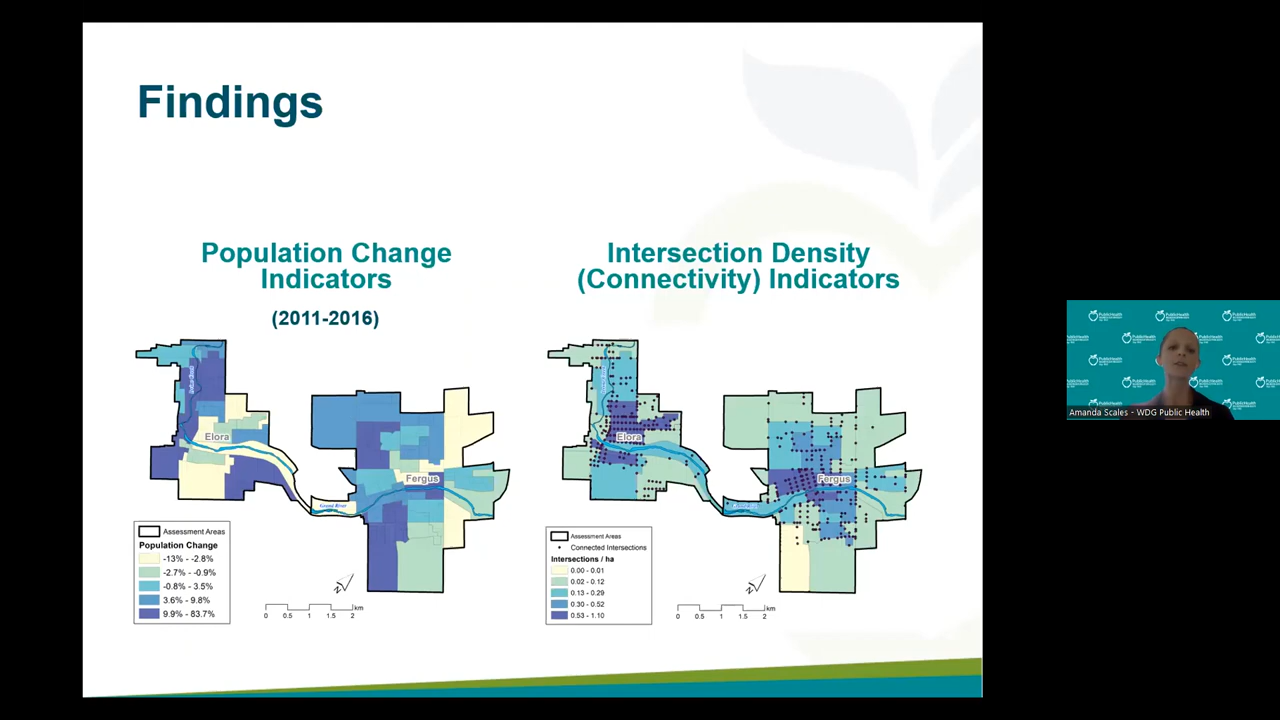 Findings
Population Change
Indicators
(2011-2016)
Intersection Density
(Connectivity) Indicators
Elora
Fergus
Grand River
Assessment Areas
Population Change
-13% - -2.8%
-2.7% - -0.9%
-0.8% - 3.5%
3.6% - 9.8%
9.9% - 83.7%
N
km
0 0.5 1 1.5 2
Elora
Fergus
Assessment Areas
Connected Intersections
Intersections / ha
0.00 - 0.01
0.02 - 0.12
0.13 - 0.29
0.30 - 0.52
0.53 - 1.10
N
km
0 0.5 1 1.5 2
PublicHealth
Amanda Scales - WDG Public Health